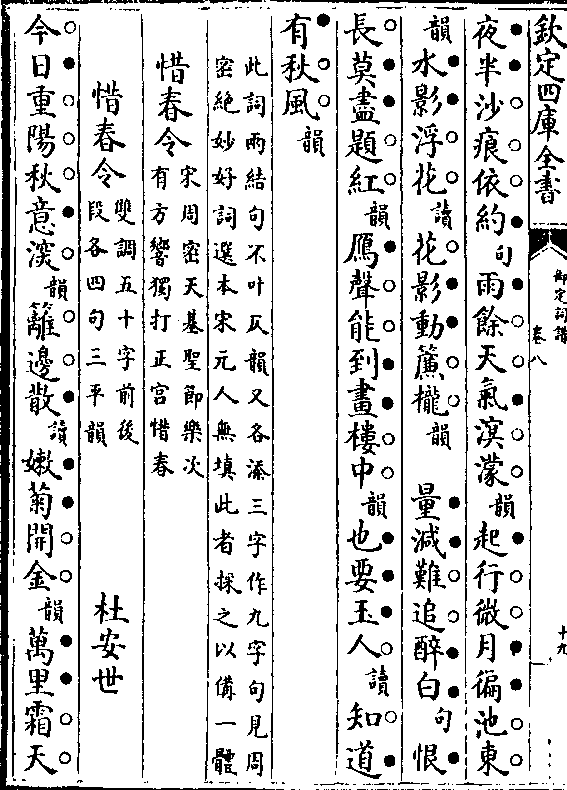 欽定四庫全書
御定詞譜
卷八
十九
夜半沙痕依約句雨餘天氣溟濛韻起行微月徧池東
韻水影浮花讀花影動簾櫳韻　量減難追醉白句恨
長莫盡題紅韻鴈聲能到畫樓中韻也要玉人讀知道
有秋風韻
此詞兩結句不叶仄韻又各添三字作九字句見周
密絶妙好詞選本宋元人無填此者採之以備一體
惜春令
宋周密天基聖節樂次
有方響獨打正宫惜春
惜春令
雙調五十字前後
段各四句三平韻
杜安世
今日重陽秋意深韻籬邊散讀嫩菊開金韻萬里霜天